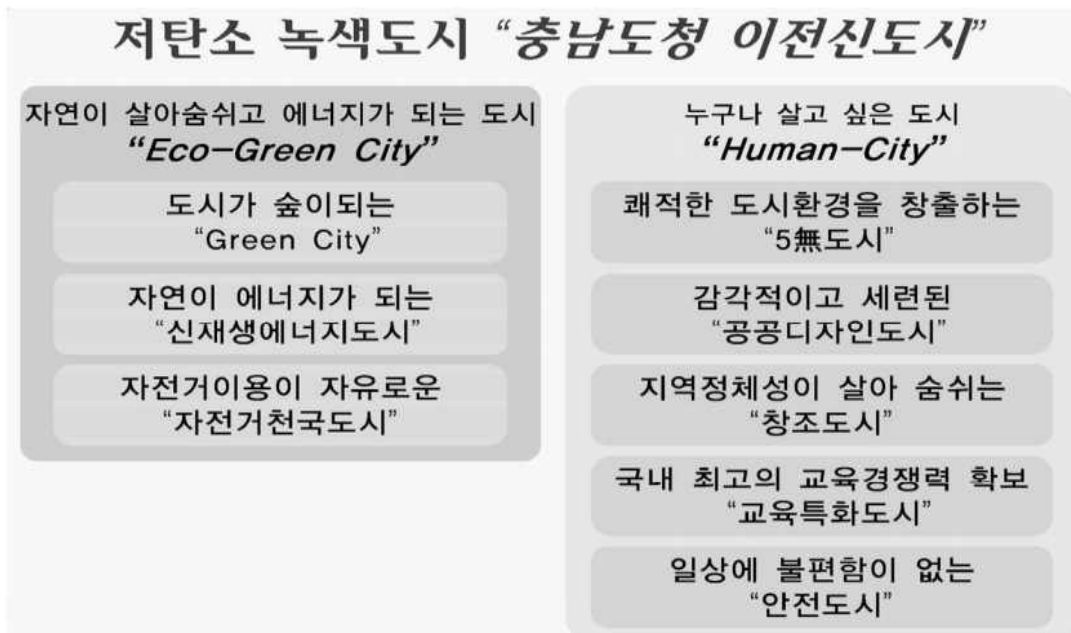 저탄소 녹색도시 “충남도청 이전신도시”
자연이 살아숨쉬고 에너지가 되는 도시
“Eco-Green City”
도시가 숲이되는
“Green City”
자연이 에너지가 되는
“신재생에너지도시”
자전거이용이 자유로운
“자전거천국도시”
누구나 살고 싶은 도시
“Human-City”
쾌적한 도시환경을 창출하는
“5無도시”
감각적이고 세련된
“공공디자인도시”
지역정체성이 살아 숨쉬는
“창조도시”
국내 최고의 교육경쟁력 확보
“교육특화도시”
일상에 불편함이 없는
“안전도시”